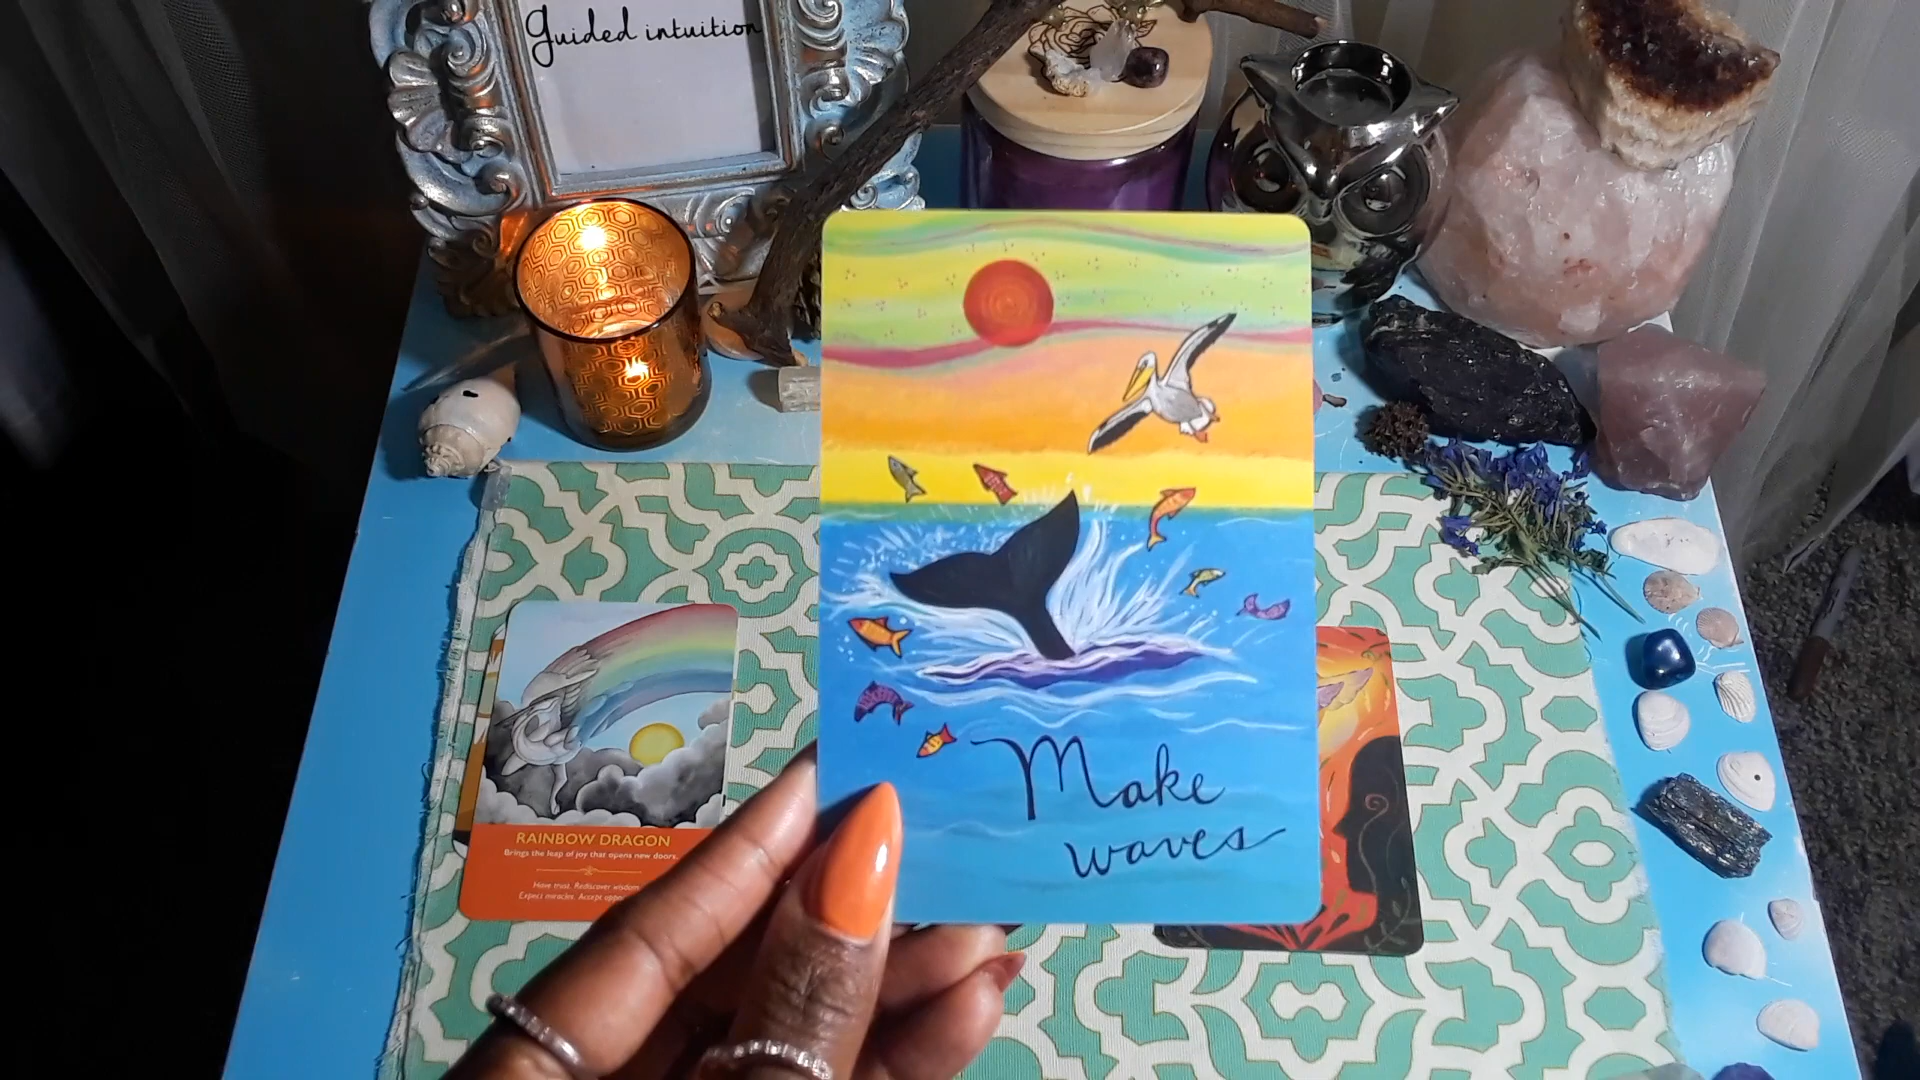 guided intuition
Make
waves
RAINBOW DRAGON
Brings the leap of joy that opens new doors.
Have trust. Rediscover wisdom
Expect miracles. Accept